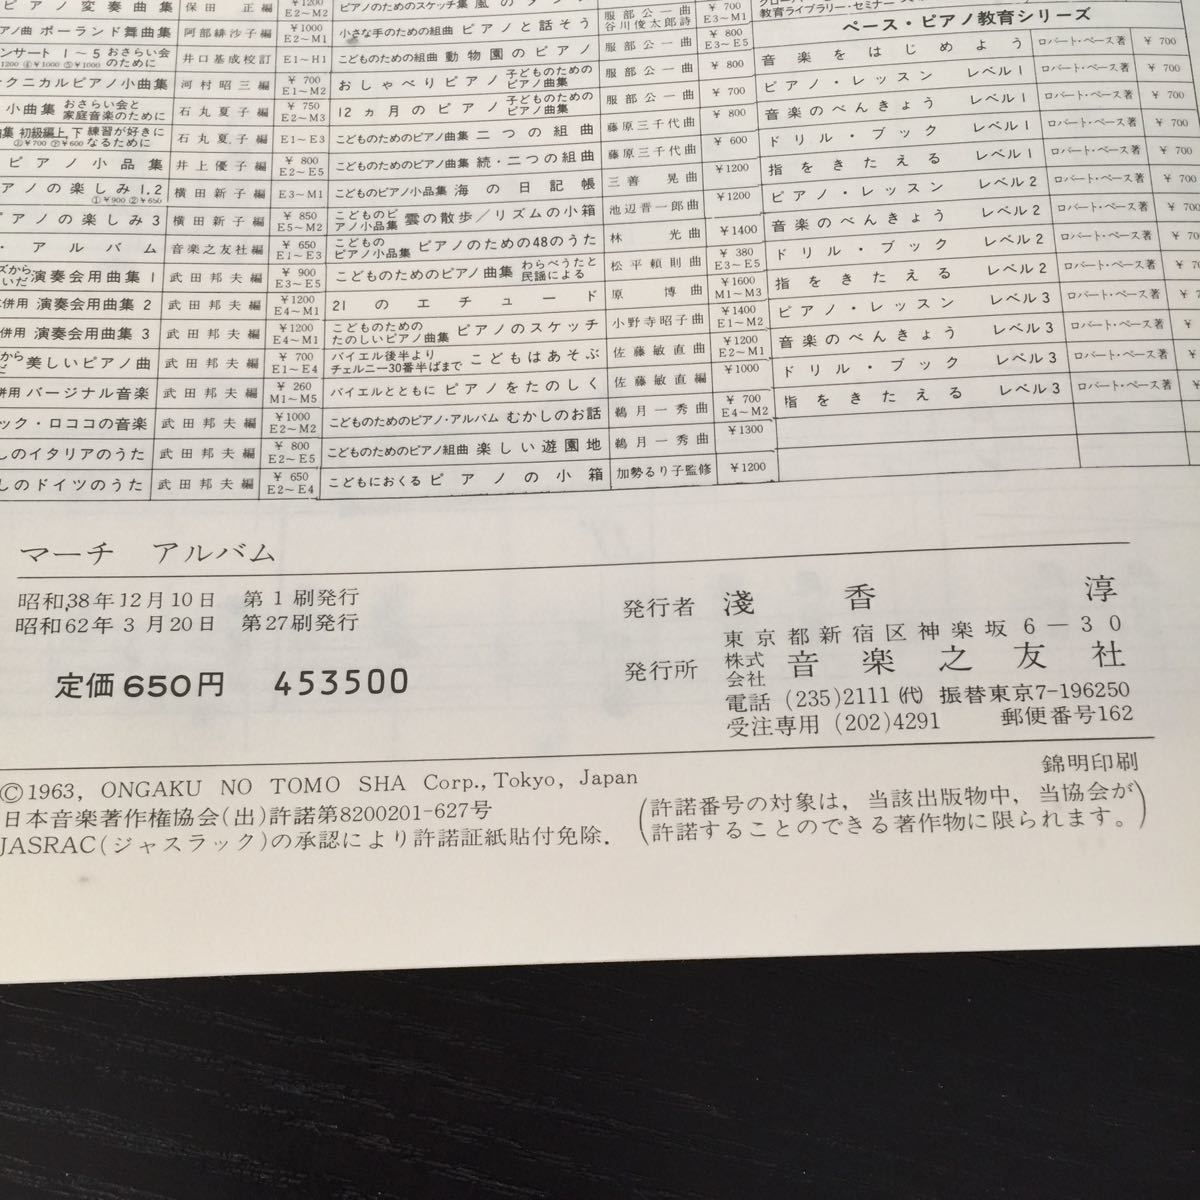 ピアノ変奏曲集 保田 正編 ¥1200 E2〜M2
ピアノ曲 ポーランド舞曲集 阿部緋沙子編 ¥1000 E2〜M1
コンサート 1〜5 おさらい会のために 井口基成校訂 E1〜H1
クニカルピアノ小曲集 河村昭三編 ¥700 E1〜M2
小曲集 おさらい会と家庭音楽のために 石丸夏子編 ¥750 E2〜M3
初級編上,下 練習が好きになるために ①¥700 ②¥600 石丸夏子編 E1〜E3
ピアノ小品集 井上優子編 ¥800 E2〜E5
アノの楽しみ 1.2 ①¥900 ②¥650 横田新子編 E3〜M1
ピアノの楽しみ 3 横田新子編 ¥850 E5〜M2
・アルバム 音楽之友社編 ¥650 E1〜E3
演奏会用曲集 1 武田邦夫編 ¥900 E3〜E5
併用 演奏会用曲集 2 武田邦夫編 ¥1200 E4〜M1
併用 演奏会用曲集 3 武田邦夫編 ¥1200 E4〜M1
から 美しいピアノ曲 武田邦夫編 ¥700 E1〜E4
併用 バージナル音楽 武田邦夫編 ¥260 M1〜M5
ック・ロココの音楽 武田邦夫編 ¥1000 E2〜M2
しのイタリアのうた 武田邦夫編 ¥800 E2〜E5
しのドイツのうた 武田邦夫編 ¥650 E2〜E4
ピアノのためのスケッチ集
小さな手のための組曲 ピアノと話そう 服部公一曲 谷川俊太郎詩 ¥700 E3〜M1
こどものための組曲 動物園のピアノ 服部公一曲 ¥800 E3〜E5
おしゃべりピアノ 子どものためのピアノ曲集 服部公一曲 ¥800
12ヵ月のピアノ 子どものためのピアノ曲集 服部公一曲 ¥700
こどものためのピアノ曲集 二つの組曲 藤原三千代曲 ¥800
こどものためのピアノ曲集 続・二つの組曲 藤原三千代曲 ¥600
こどものピアノ小品集 海の日記帳 三善 晃曲 ¥1200
こどものピアノ小品集 雲の散歩/リズムの小箱 池辺晋一郎曲 ¥1200
こどものピアノ小品集 ピアノのための48のうた 林 光曲 ¥1400
こどものためのピアノ曲集 わらべうたと民謡による 松平頼則曲 ¥380 E3〜E5
21のエチュード 原 博曲 ¥1600 M1〜M3
こどものためのたのしいピアノ曲集 ピアノのスケッチ 小野寺昭子曲 ¥1400 E1〜M2
バイエル後半よりチェルニー30番半ばまで こどもはあそぶ 佐藤敏直曲 ¥1200 E2〜M1
バイエルとともに ピアノをたのしく 佐藤敏直編 ¥1000
こどものためのピアノ・アルバム むかしのお話 鵜月一秀曲 ¥700 E4〜M2
こどものためのピアノ組曲 楽しい遊園地 鵜月一秀曲 ¥1300
こどもにおくるピアノの小箱 加勢るり子監修 ¥1200
教育ライブラリー・セミナー
ペース・ピアノ教育シリーズ
音楽をはじめよう ロバート・ペース著 ¥700
ピアノ・レッスン レベル1 ロバート・ペース著 ¥700
音楽のべんきょう レベル1 ロバート・ペース著 ¥700
ドリル・ブック レベル1 ロバート・ペース著 ¥700
指をきたえる レベル1 ロバート・ペース著 ¥700
ピアノ・レッスン レベル2 ロバート・ペース著 ¥700
音楽のべんきょう レベル2 ロバート・ペース著 ¥700
ドリル・ブック レベル2 ロバート・ペース著 ¥700
指をきたえる レベル2 ロバート・ペース著 ¥70
ピアノ・レッスン レベル3 ロバート・ペース著 ¥70
音楽のべんきょう レベル3 ロバート・ペース著 ¥
ドリル・ブック レベル3 ロバート・ペース著 ¥
指をきたえる レベル3 ロバート・ペース著 ¥
マーチ アルバム
昭和38年12月10日 第1刷発行
昭和62年3月20日 第27刷発行
定価650円 453500
発行者 淺香 淳
東京都新宿区神楽坂6−30
発行所 株式会社 音楽之友社
電話(235)2111(代) 振替東京7-196250
受注専用(202)4291 郵便番号162
錦明印刷
©1963, ONGAKU NO TOMO SHA Corp., Tokyo, Japan
日本音楽著作権協会(出)許諾第8200201-627号
JASRAC(ジャスラック)の承認により許諾証紙貼付免除.
(許諾番号の対象は,当該出版物中,当協会が
許諾することのできる著作物に限られます。)